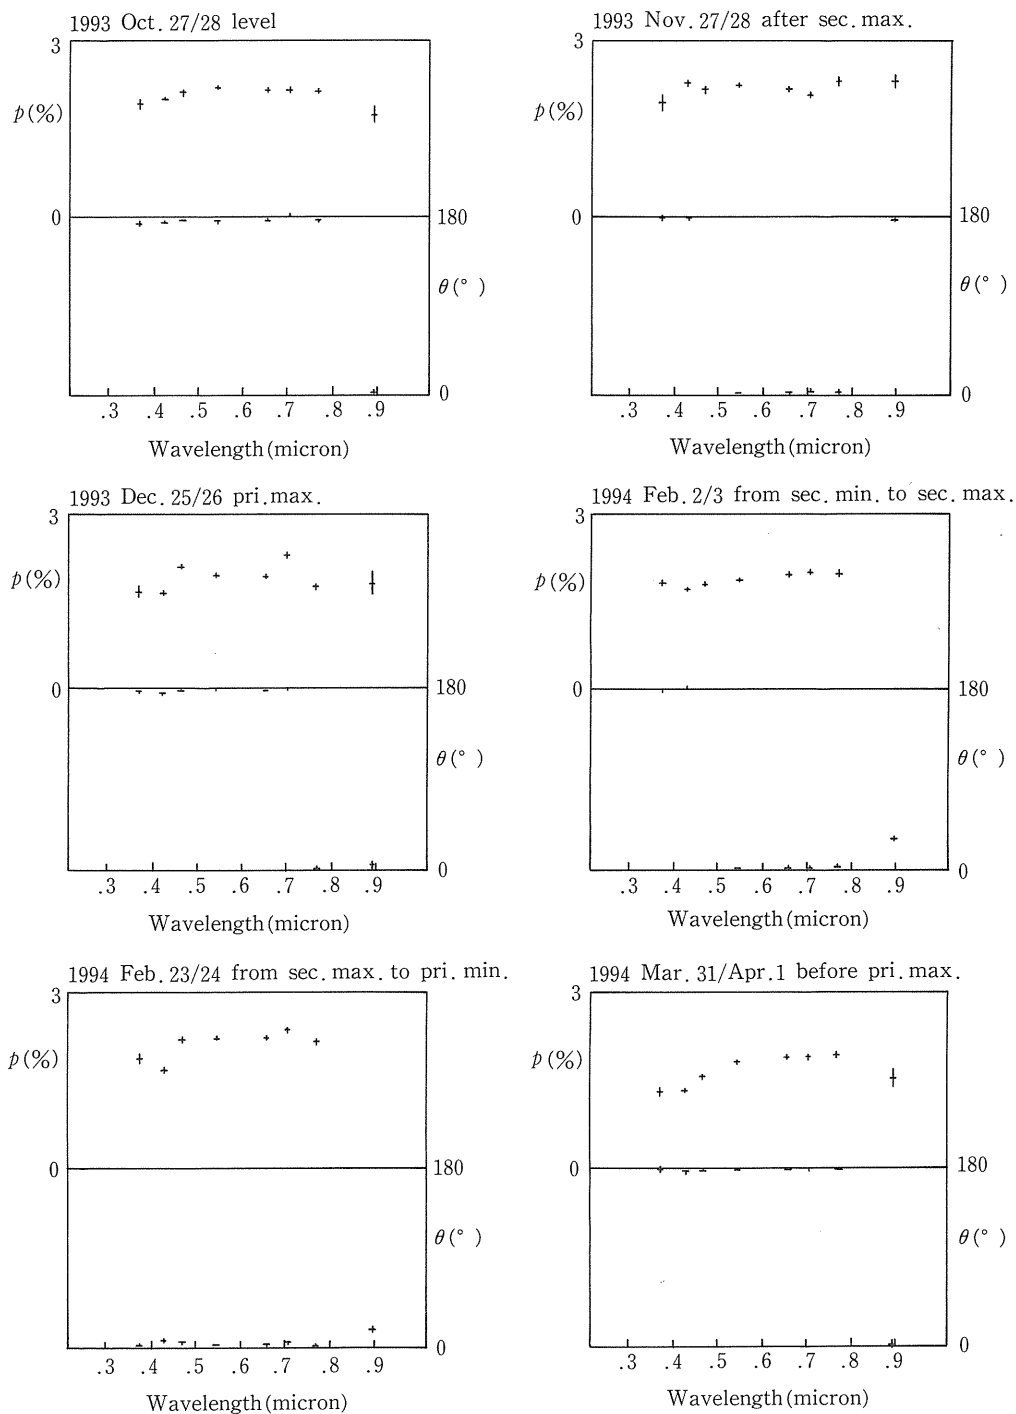 1993 Oct. 27/28 level
3
p(%)
0
180
θ(° )
0
.3 .4 .5 .6 .7 .8 .9
Wavelength(micron)
1993 Nov. 27/28 after sec.max.
3
p(%)
0
180
θ(° )
0
.3 .4 .5 .6 .7 .8 .9
Wavelength(micron)
1993 Dec. 25/26 pri.max.
3
p(%)
0
180
θ(° )
0
.3 .4 .5 .6 .7 .8 .9
Wavelength(micron)
1994 Feb. 2/3 from sec. min. to sec. max.
3
p(%)
0
180
θ(° )
0
.3 .4 .5 .6 .7 .8 .9
Wavelength(micron)
1994 Feb. 23/24 from sec. max. to pri. min.
3
p(%)
0
180
θ(° )
0
.3 .4 .5 .6 .7 .8 .9
Wavelength(micron)
1994 Mar. 31/Apr.1 before pri.max.
3
p(%)
0
180
θ(° )
0
.3 .4 .5 .6 .7 .8 .9
Wavelength(micron)